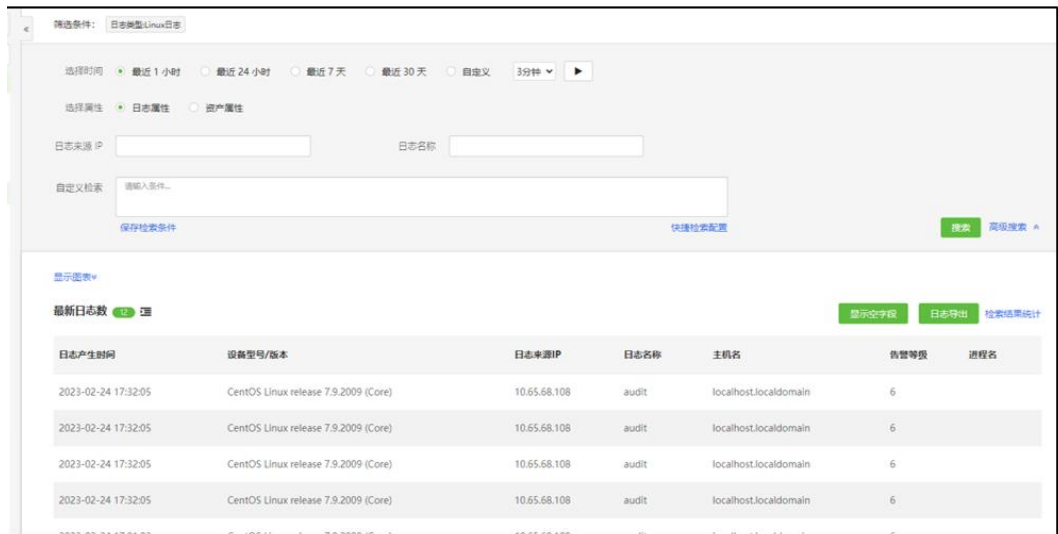 筛选条件： 日志类型:Linux日志
选择时间 最近 1 小时 最近 24 小时 最近 7 天 最近 30 天 自定义 3分钟
选择属性 日志属性 资产属性
日志来源 IP 日志名称
自定义检索 请输入条件...
保存检索条件 快捷检索配置 搜索 高级搜索
显示图表
最新日志数 12 显示空字段 日志导出 检索结果统计
日志产生时间 设备型号/版本 日志来源IP 日志名称 主机名 告警等级 进程名
2023-02-24 17:32:05 CentOS Linux release 7.9.2009 (Core) 10.65.68.108 audit localhost.localdomain 6
2023-02-24 17:32:05 CentOS Linux release 7.9.2009 (Core) 10.65.68.108 audit localhost.localdomain 6
2023-02-24 17:32:05 CentOS Linux release 7.9.2009 (Core) 10.65.68.108 audit localhost.localdomain 6
2023-02-24 17:32:05 CentOS Linux release 7.9.2009 (Core) 10.65.68.108 audit localhost.localdomain 6